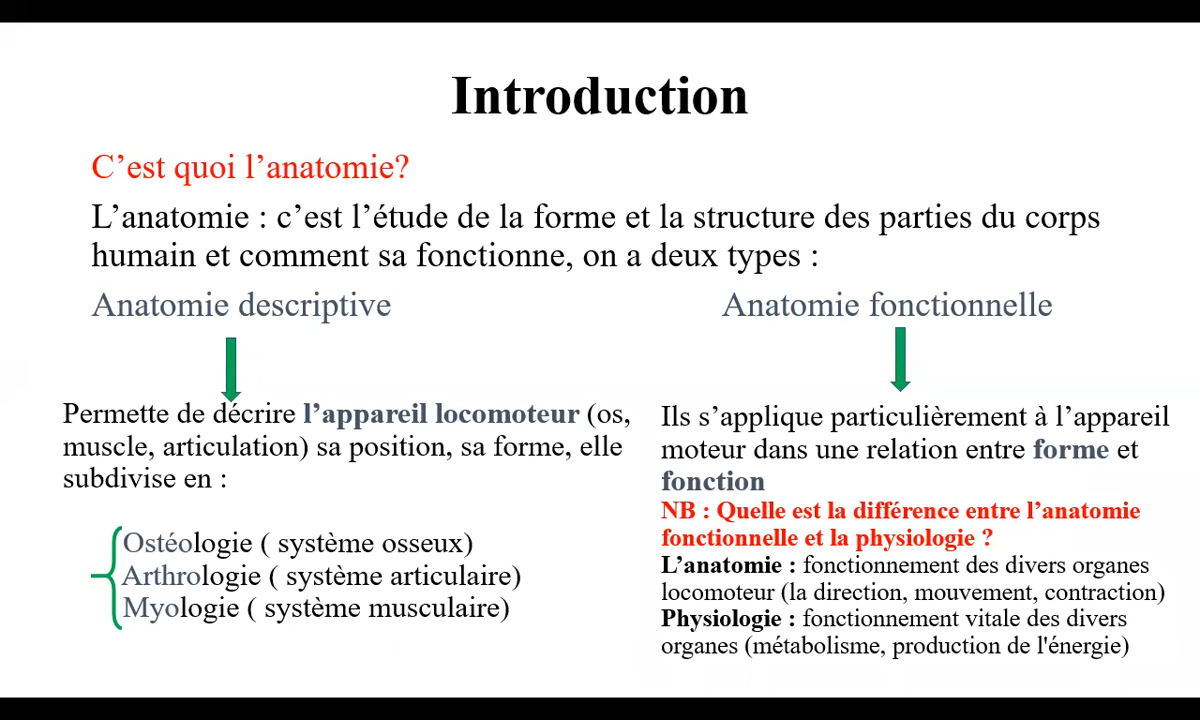 Introduction
C’est quoi l’anatomie?
L’anatomie : c’est l’étude de la forme et la structure des parties du corps
humain et comment sa fonctionne, on a deux types :
Anatomie descriptive
Permette de décrire l’appareil locomoteur (os,
muscle, articulation) sa position, sa forme, elle
subdivise en :
Ostéologie ( système osseux)
Arthrologie ( système articulaire)
Myologie ( système musculaire)
Anatomie fonctionnelle
Ils s’applique particulièrement à l’appareil
moteur dans une relation entre forme et
fonction
NB : Quelle est la différence entre l’anatomie
fonctionnelle et la physiologie ?
L’anatomie : fonctionnement des divers organes
locomoteur (la direction, mouvement, contraction)
Physiologie : fonctionnement vitale des divers
organes (métabolisme, production de l'énergie)